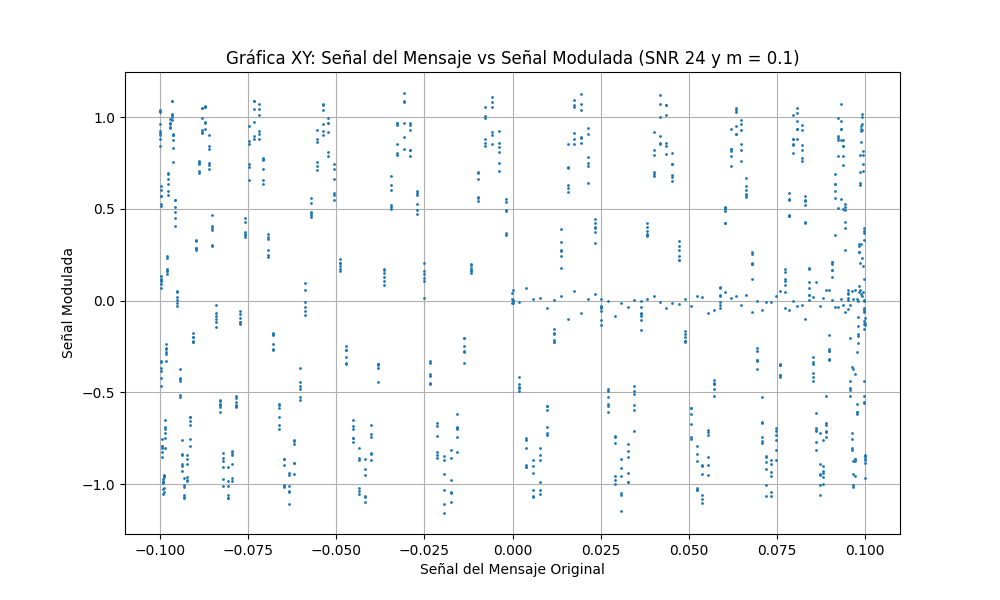 Gráfica XY: Señal del Mensaje vs Señal Modulada (SNR 24 y m = 0.1)
1.0
0.5
0.0
−0.5
−1.0
Señal Modulada
−0.100 −0.075 −0.050 −0.025 0.000 0.025 0.050 0.075 0.100
Señal del Mensaje Original